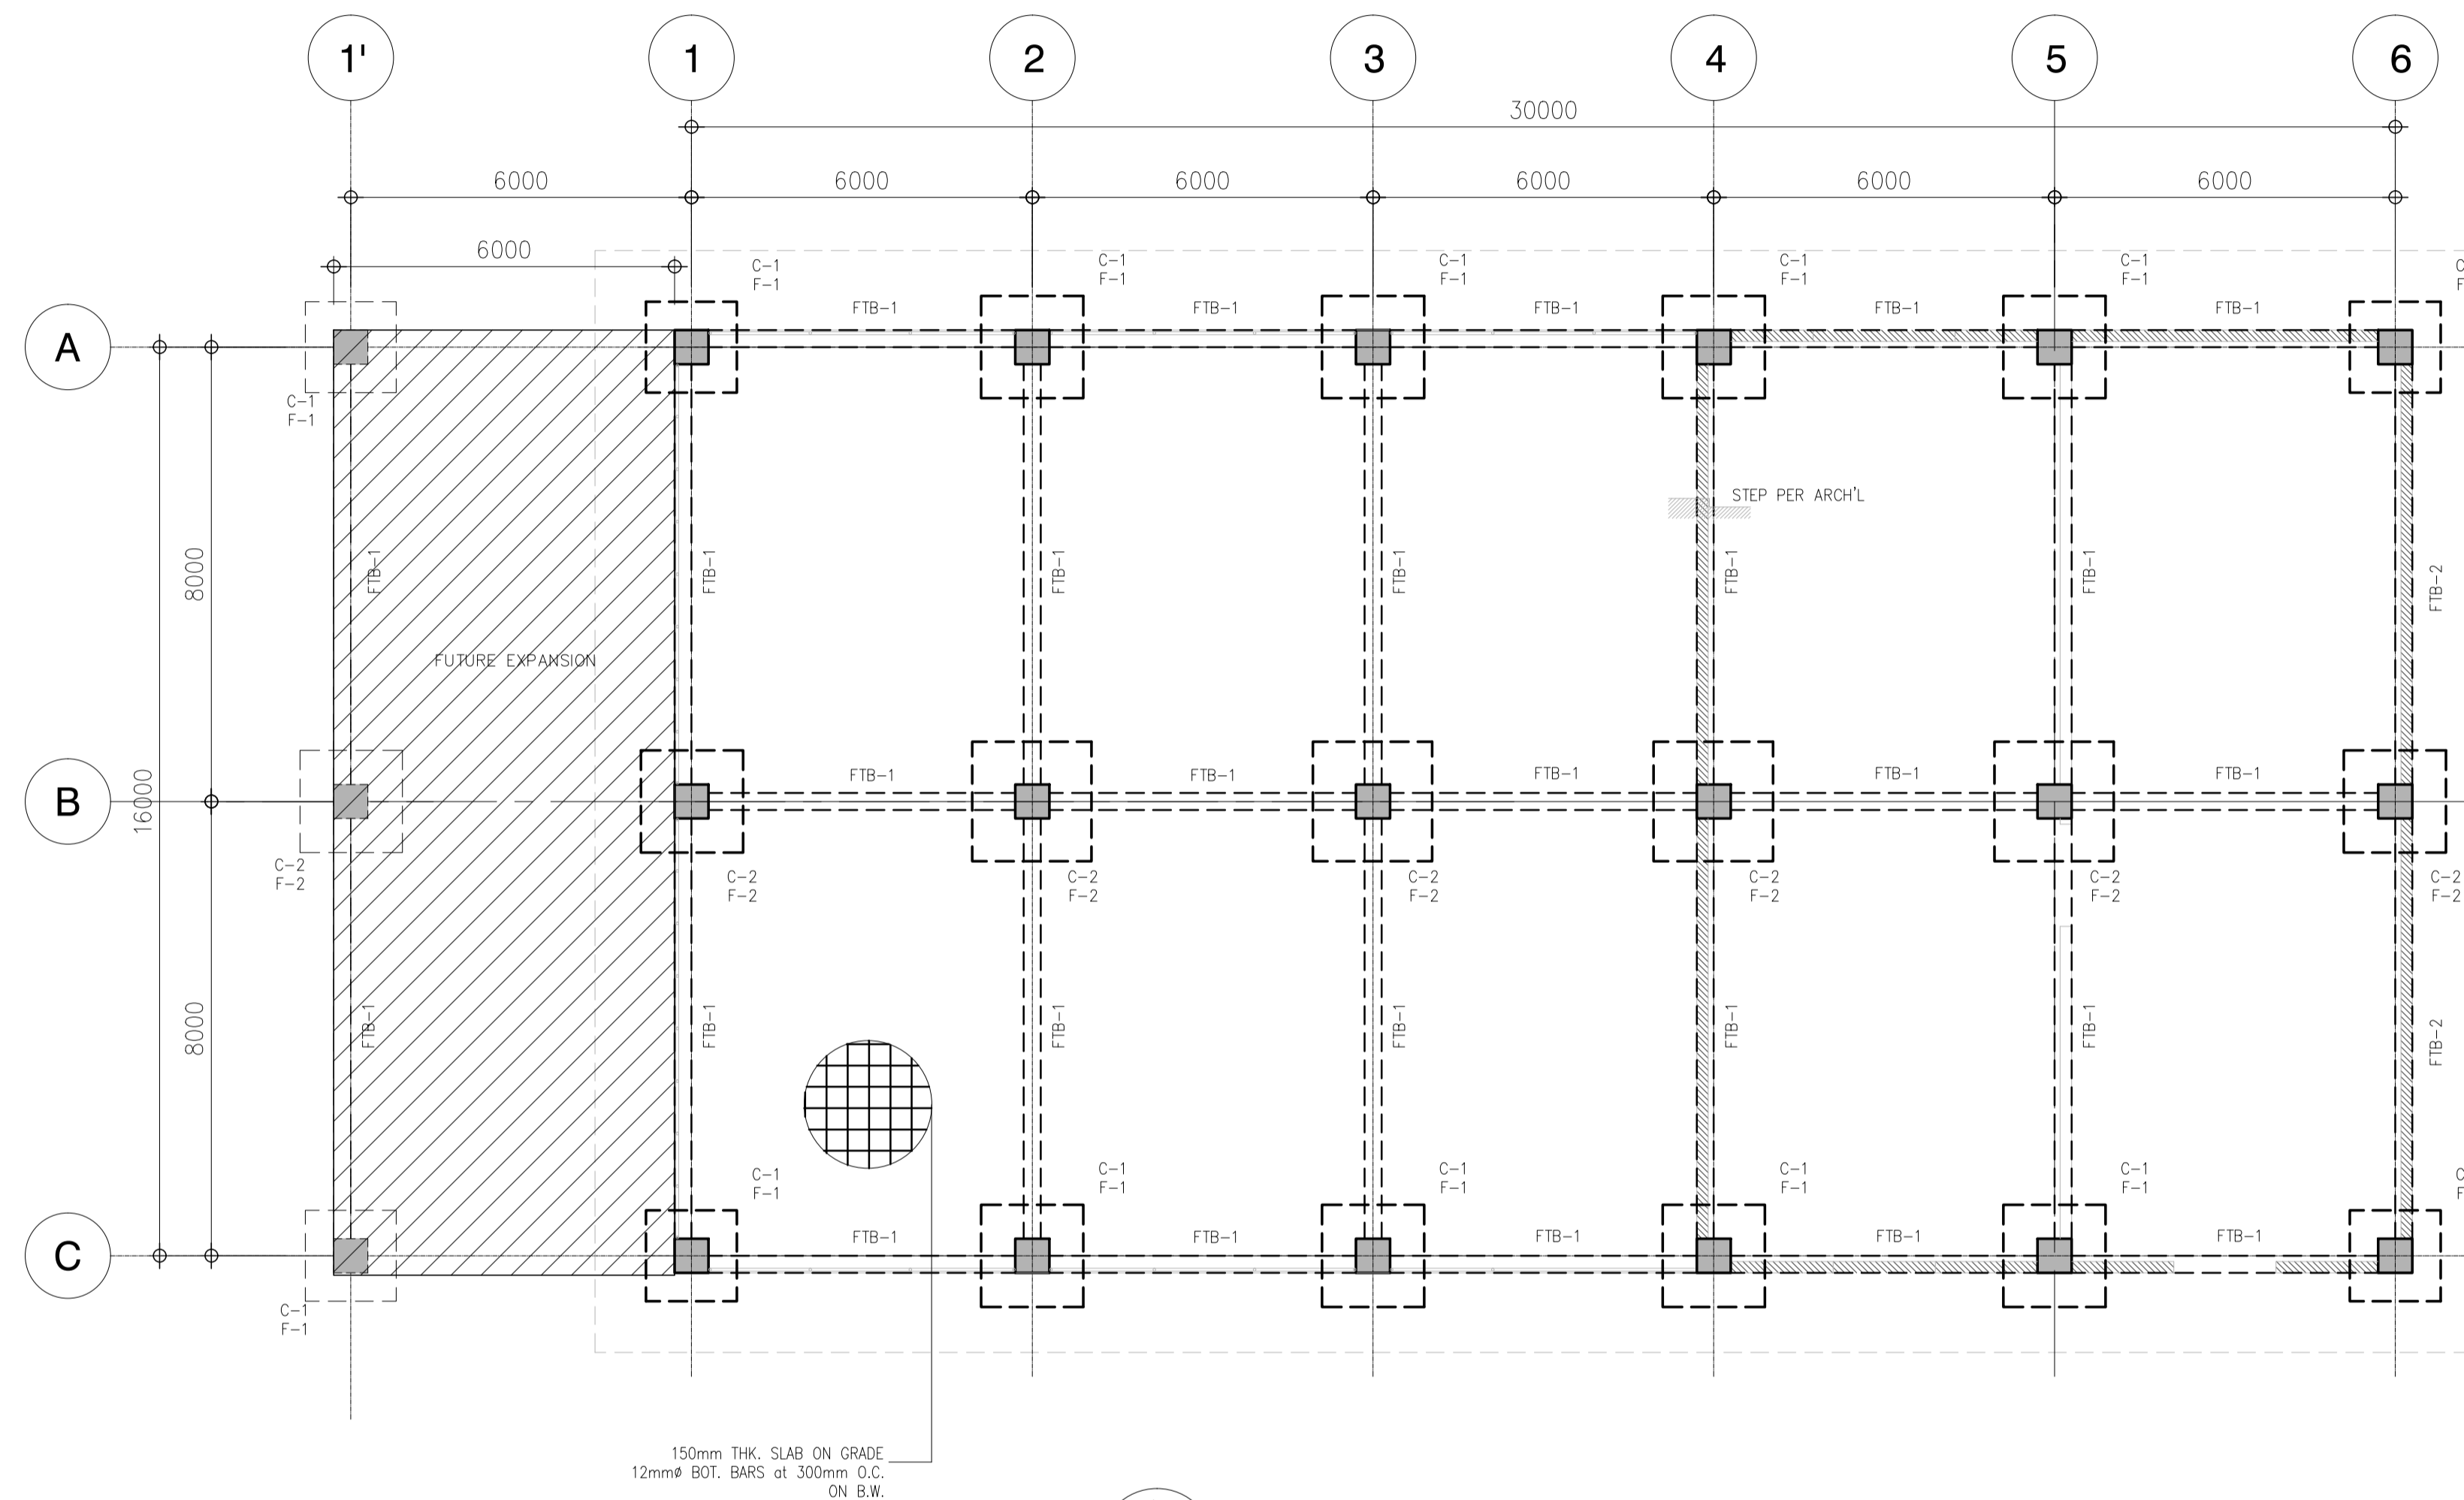 1' 1 2 3 4 5 6
30000
6000 6000 6000 6000 6000 6000
6000
C-1 C-1 C-1 C-1 C-1
F-1 F-1 F-1 F-1 F-1
FTB-1 FTB-1 FTB-1 FTB-1 FTB-1
A
C-1
F-1
STEP PER ARCH'L
8000
FTB-1 FTB-1 FTB-1 FTB-1 FTB-1 FTB-1 FTB-2
FUTURE EXPANSION
FTB-1 FTB-1 FTB-1 FTB-1 FTB-1
B
16000
C-2 C-2 C-2 C-2 C-2 C-2 C-2
F-2 F-2 F-2 F-2 F-2 F-2 F-2
8000
FTB-1 FTB-1 FTB-1 FTB-1 FTB-1 FTB-1 FTB-2
C-1 C-1 C-1 C-1 C-1
F-1 F-1 F-1 F-1 F-1
FTB-1 FTB-1 FTB-1 FTB-1 FTB-1
C
C-1
F-1
150mm THK. SLAB ON GRADE
12mmø BOT. BARS at 300mm O.C.
ON B.W.